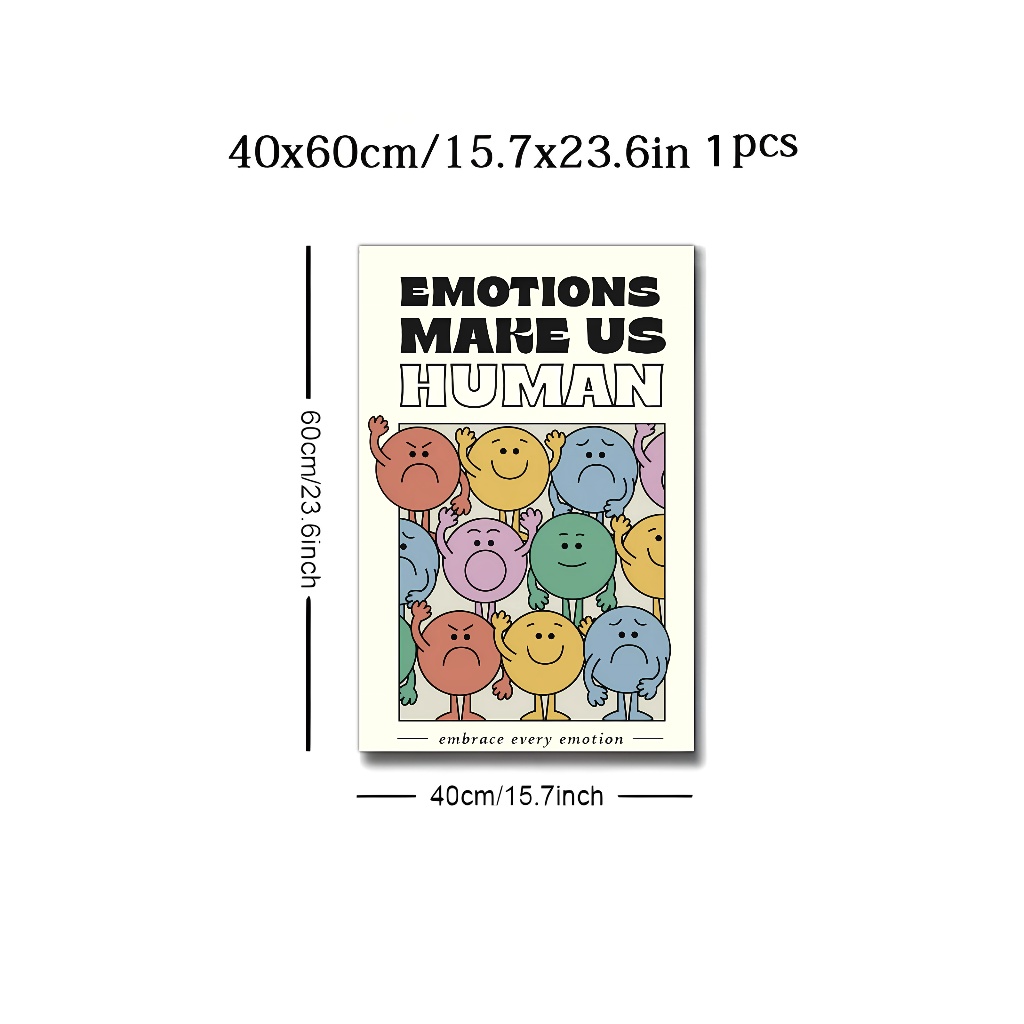 40x60cm/15.7x23.6in 1pcs
EMOTIONS
MAKE US
HUMAN
60cm/23.6inch
embrace every emotion
40cm/15.7inch